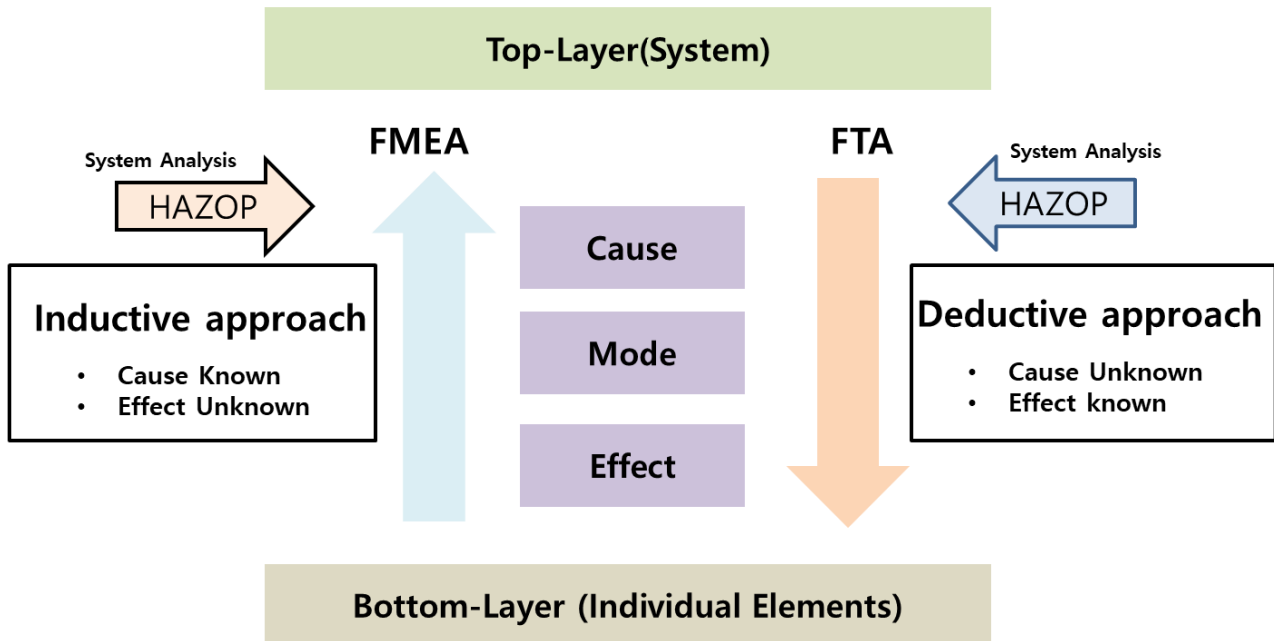 Top-Layer(System)
FMEA
FTA
System Analysis
HAZOP
System Analysis
HAZOP
Inductive approach
• Cause Known
• Effect Unknown
Cause
Mode
Effect
Deductive approach
• Cause Unknown
• Effect known
Bottom-Layer (Individual Elements)